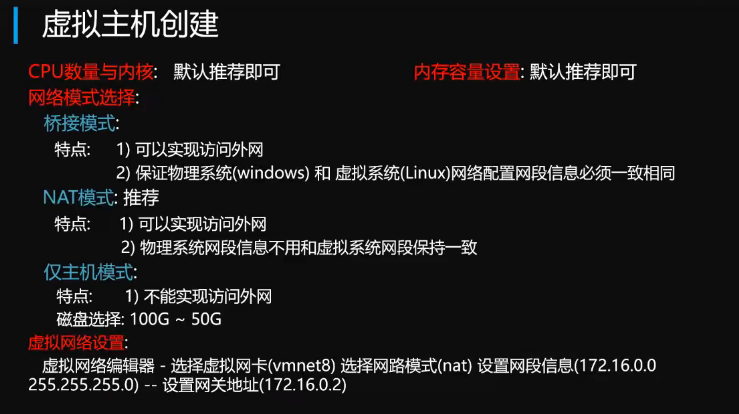 虚拟主机创建
CPU数量与内核: 默认推荐即可 内存容量设置: 默认推荐即可
网络模式选择:
桥接模式:
特点: 1) 可以实现访问外网
2) 保证物理系统(windows) 和 虚拟系统(Linux)网络配置网段信息必须一致相同
NAT模式: 推荐
特点: 1) 可以实现访问外网
2) 物理系统网段信息不用和虚拟系统网段保持一致
仅主机模式:
特点: 1) 不能实现访问外网
磁盘选择: 100G ~ 50G
虚拟网络设置:
虚拟网络编辑器 - 选择虚拟网卡(vmnet8) 选择网路模式(nat) 设置网段信息(172.16.0.0
255.255.255.0) -- 设置网关地址(172.16.0.2)